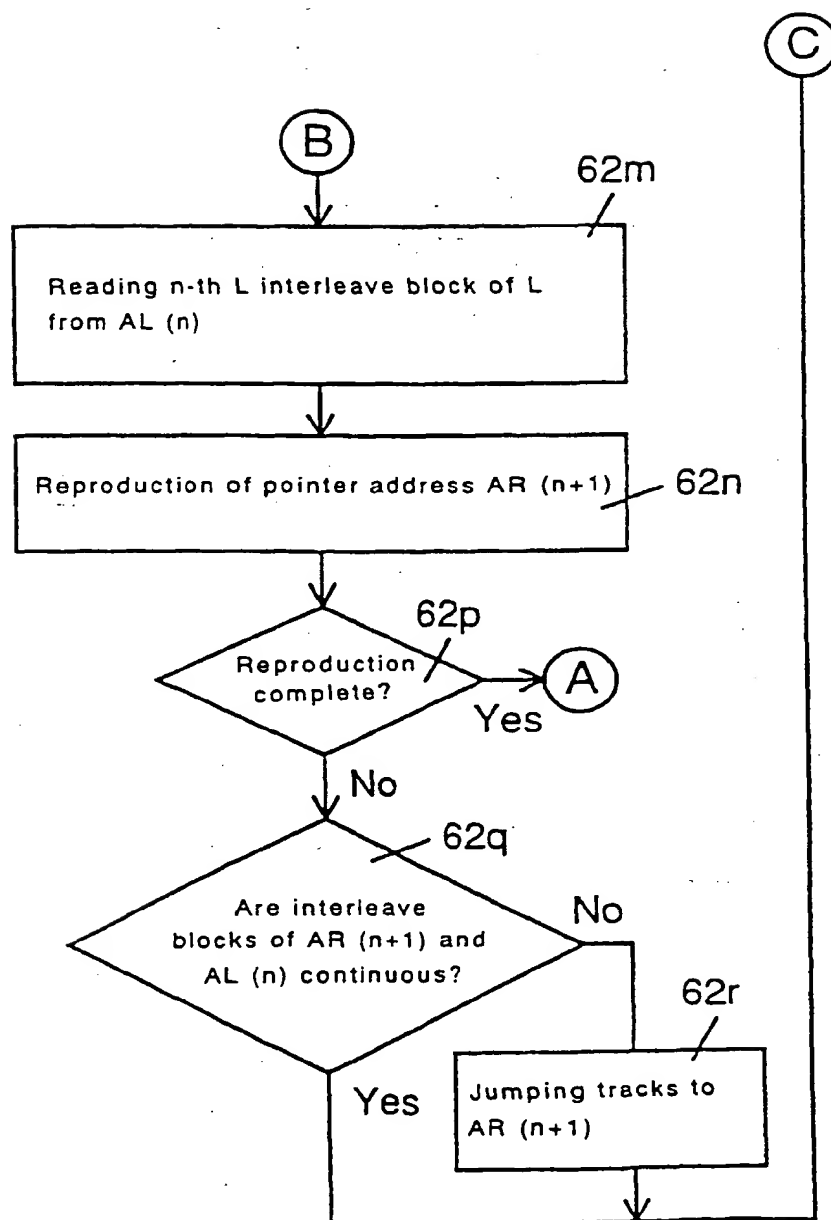 C
B
62m
Reading n-th L interleave block of L
from AL (n)
Reproduction of pointer address AR (n+1)
62n
62p
Reproduction
complete?
A
Yes
No
62q
Are interleave
blocks of AR (n+1) and
AL (n) continuous?
No
62r
Yes
Jumping tracks to
AR (n+1)